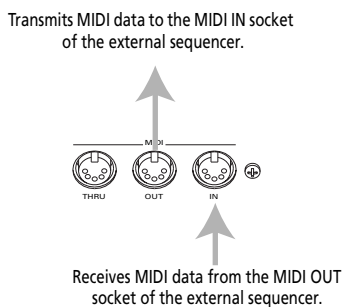 Transmits MIDI data to the MIDI IN socket
of the external sequencer.
MIDI
THRU OUT IN
Receives MIDI data from the MIDI OUT
socket of the external sequencer.